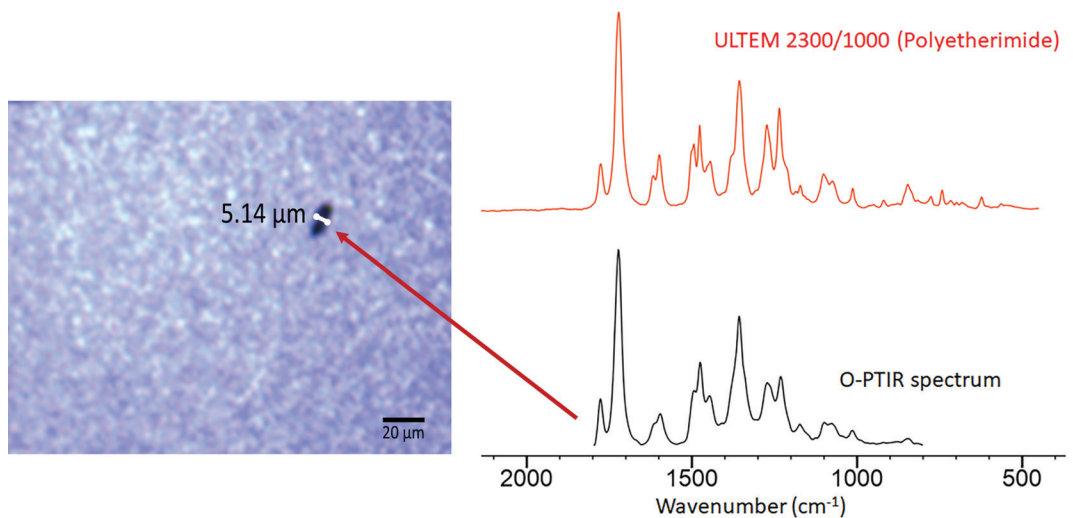 ULTEM 2300/1000 (Polyetherimide)
5.14 µm
O-PTIR spectrum
20 µm
2000 1500 1000 500
Wavenumber (cm⁻¹)